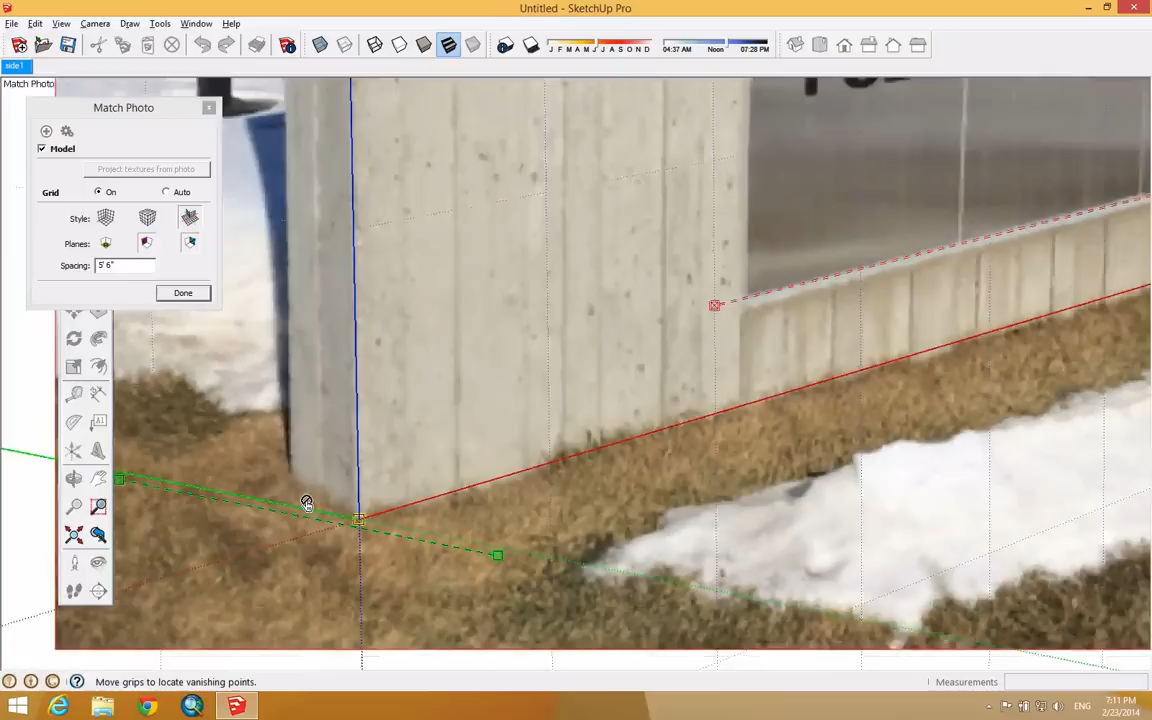 Untitled - SketchUp Pro
File Edit View Camera Draw Tools Window Help
J F M A M J J A S O N D
04:37 AM Noon 07:28 PM
side1
Match Photo
Match Photo
Model
Project textures from photo
Grid On Auto
Style:
Planes:
Spacing: 5' 6"
Done
A1
Move grips to locate vanishing points.
Measurements
ENG
7:11 PM
2/23/2014